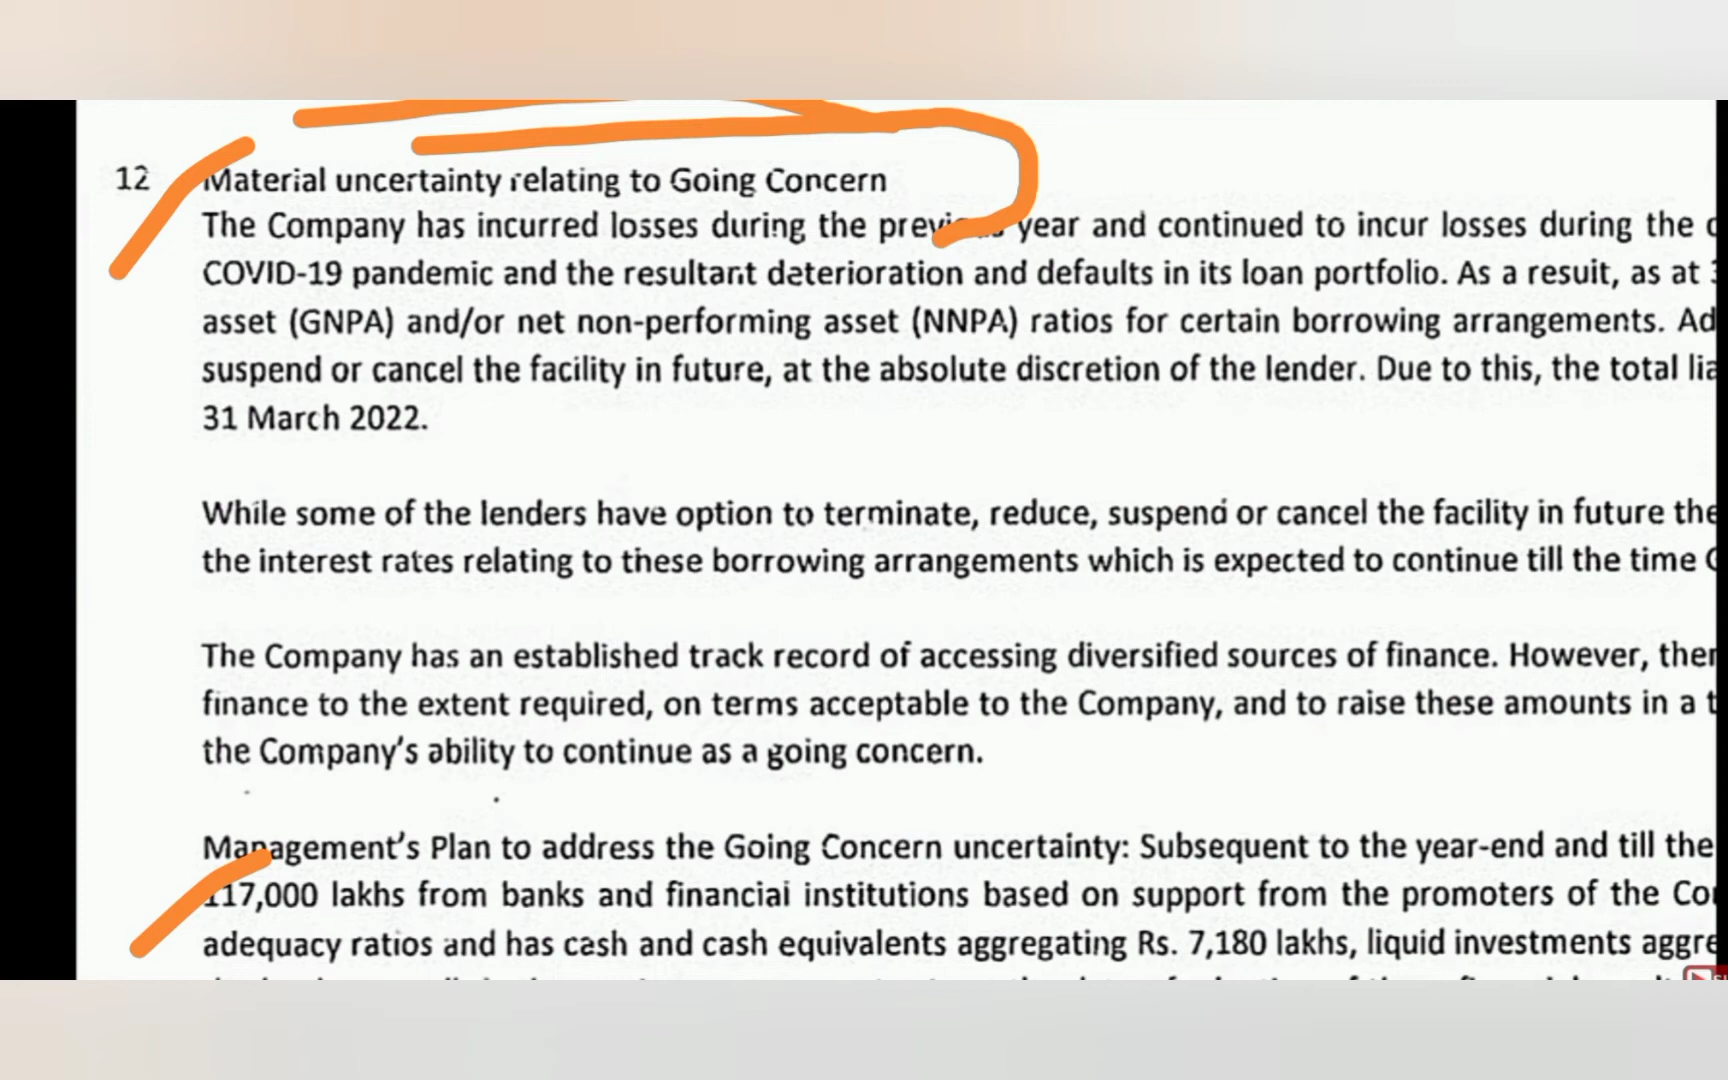 12 Material uncertainty relating to Going Concern
The Company has incurred losses during the year and continued to incur losses during the
COVID-19 pandemic and the resultant deterioration and defaults in its loan portfolio. As a resuit, as at
asset (GNPA) and/or net non-performing asset (NNPA) ratios for certain borrowing arrangements. Ad
suspend or cancel the facility in future, at the absolute discretion of the lender. Due to this, the total lia
31 March 2022.
While some of the lenders have option to terminate, reduce, suspend or cancel the facility in future the
the interest rates relating to these borrowing arrangements which is expected to continue till the time
The Company has an established track record of accessing diversified sources of finance. However, ther
finance to the extent required, on terms acceptable to the Company, and to raise these amounts in a t
the Company's ability to continue as a going concern.
Management's Plan to address the Going Concern uncertainty: Subsequent to the year-end and till the
117,000 lakhs from banks and financial institutions based on support from the promoters of the Co
adequacy ratios and has cash and cash equivalents aggregating Rs. 7,180 lakhs, liquid investments aggre